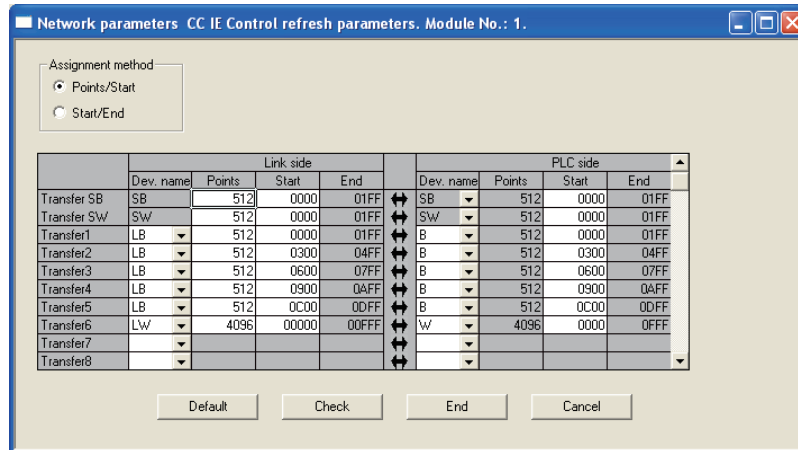 Network parameters CC IE Control refresh parameters. Module No.: 1.
Assignment method
Points/Start
Start/End
Link side PLC side
Dev. name Points Start End Dev. name Points Start End
Transfer SB SB 512 0000 01FF SB 512 0000 01FF
Transfer SW SW 512 0000 01FF SW 512 0000 01FF
Transfer1 LB 512 0000 01FF B 512 0000 01FF
Transfer2 LB 512 0300 04FF B 512 0300 04FF
Transfer3 LB 512 0600 07FF B 512 0600 07FF
Transfer4 LB 512 0900 0AFF B 512 0900 0AFF
Transfer5 LB 512 0C00 0DFF B 512 0C00 0DFF
Transfer6 LW 4096 00000 00FFF W 4096 0000 0FFF
Transfer7
Transfer8
Default Check End Cancel